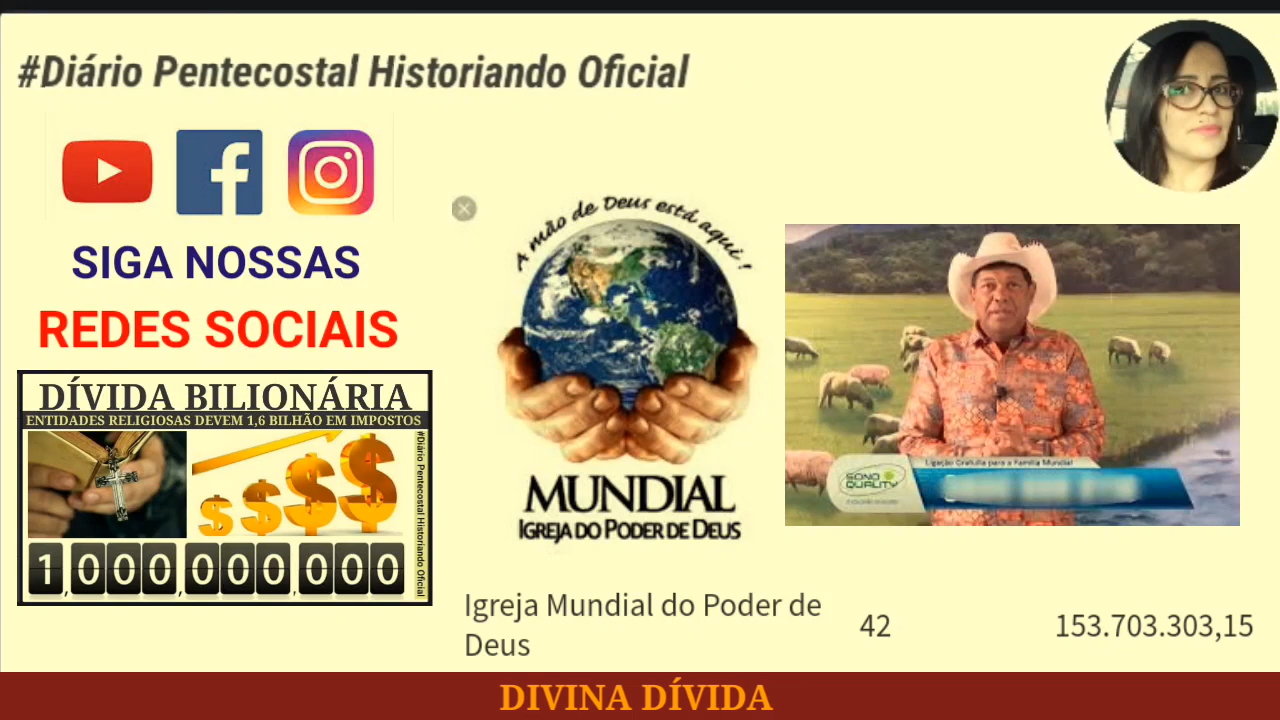 #Diário Pentecostal Historiando Oficial
SIGA NOSSAS
REDES SOCIAIS
DÍVIDA BILIONÁRIA
ENTIDADES RELIGIOSAS DEVEM 1,6 BILHÃO EM IMPOSTOS
#Diário Pentecostal Historiando Oficial
1,000,000,000
A mão de Deus está aqui !
MUNDIAL
IGREJA DO PODER DE DEUS
Ligação Gratuita para a Família Mundial
SONO
QUALITY
Igreja Mundial do Poder de
Deus
42
153.703.303,15
DIVINA DÍVIDA